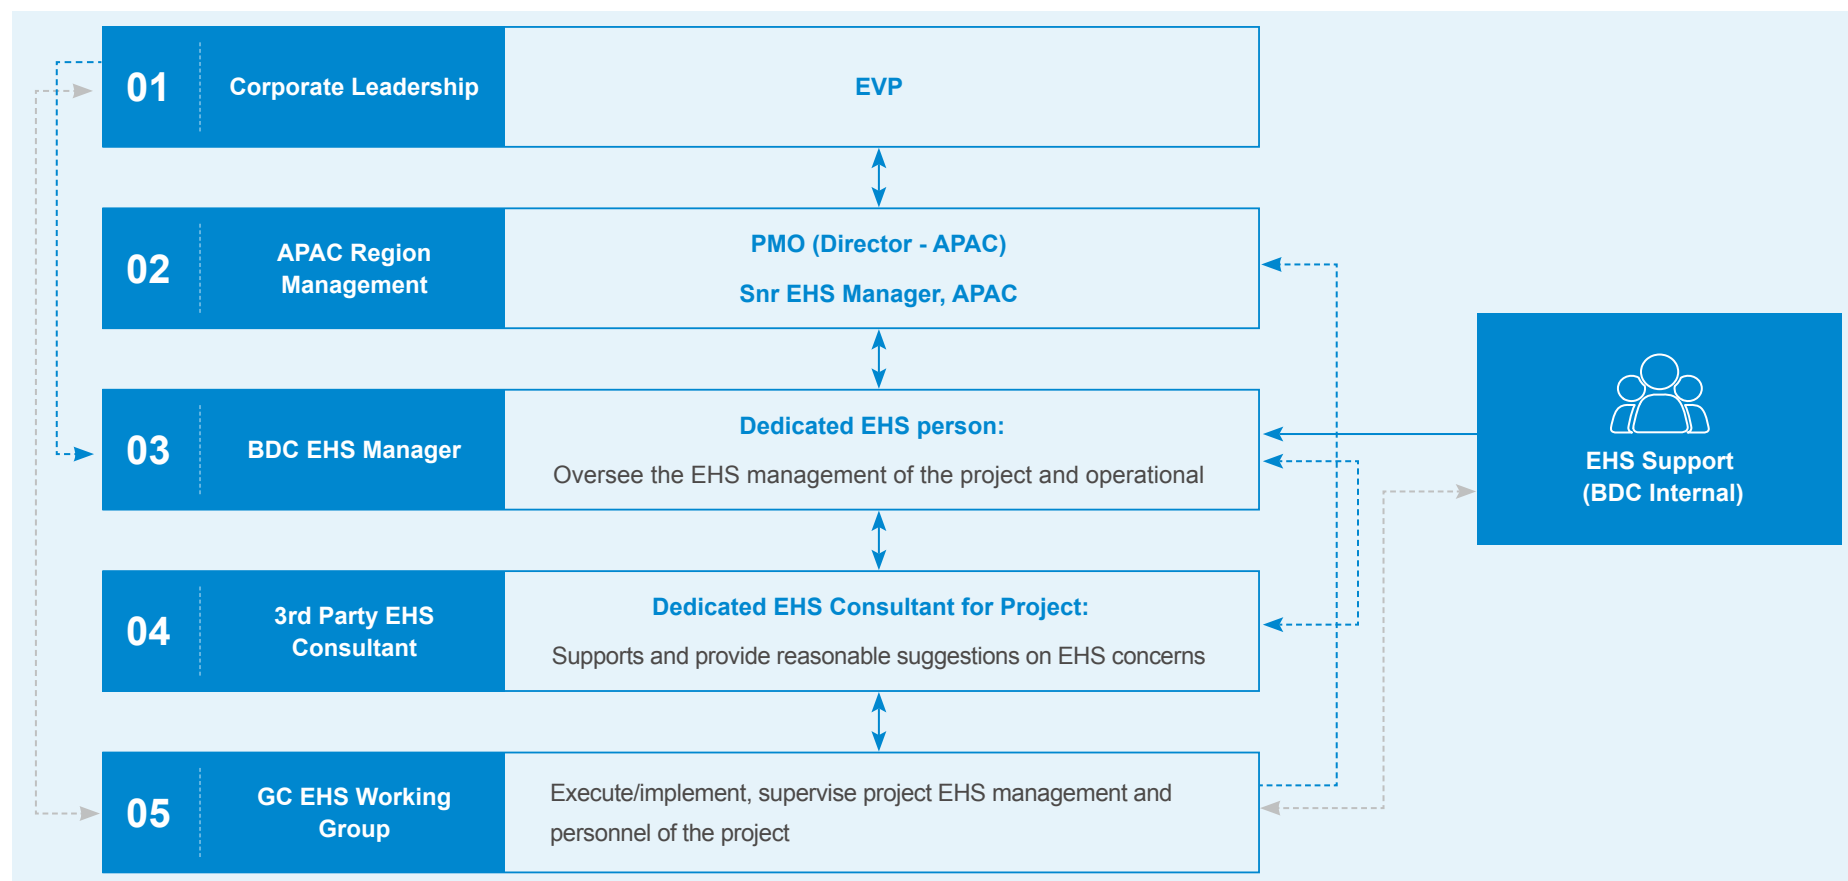 01
Corporate Leadership
EVP
02
APAC Region
Management
PMO (Director - APAC)
Snr EHS Manager, APAC
03
BDC EHS Manager
Dedicated EHS person:
Oversee the EHS management of the project and operational
EHS Support
(BDC Internal)
04
3rd Party EHS
Consultant
Dedicated EHS Consultant for Project:
Supports and provide reasonable suggestions on EHS concerns
05
GC EHS Working
Group
Execute/implement, supervise project EHS management and
personnel of the project